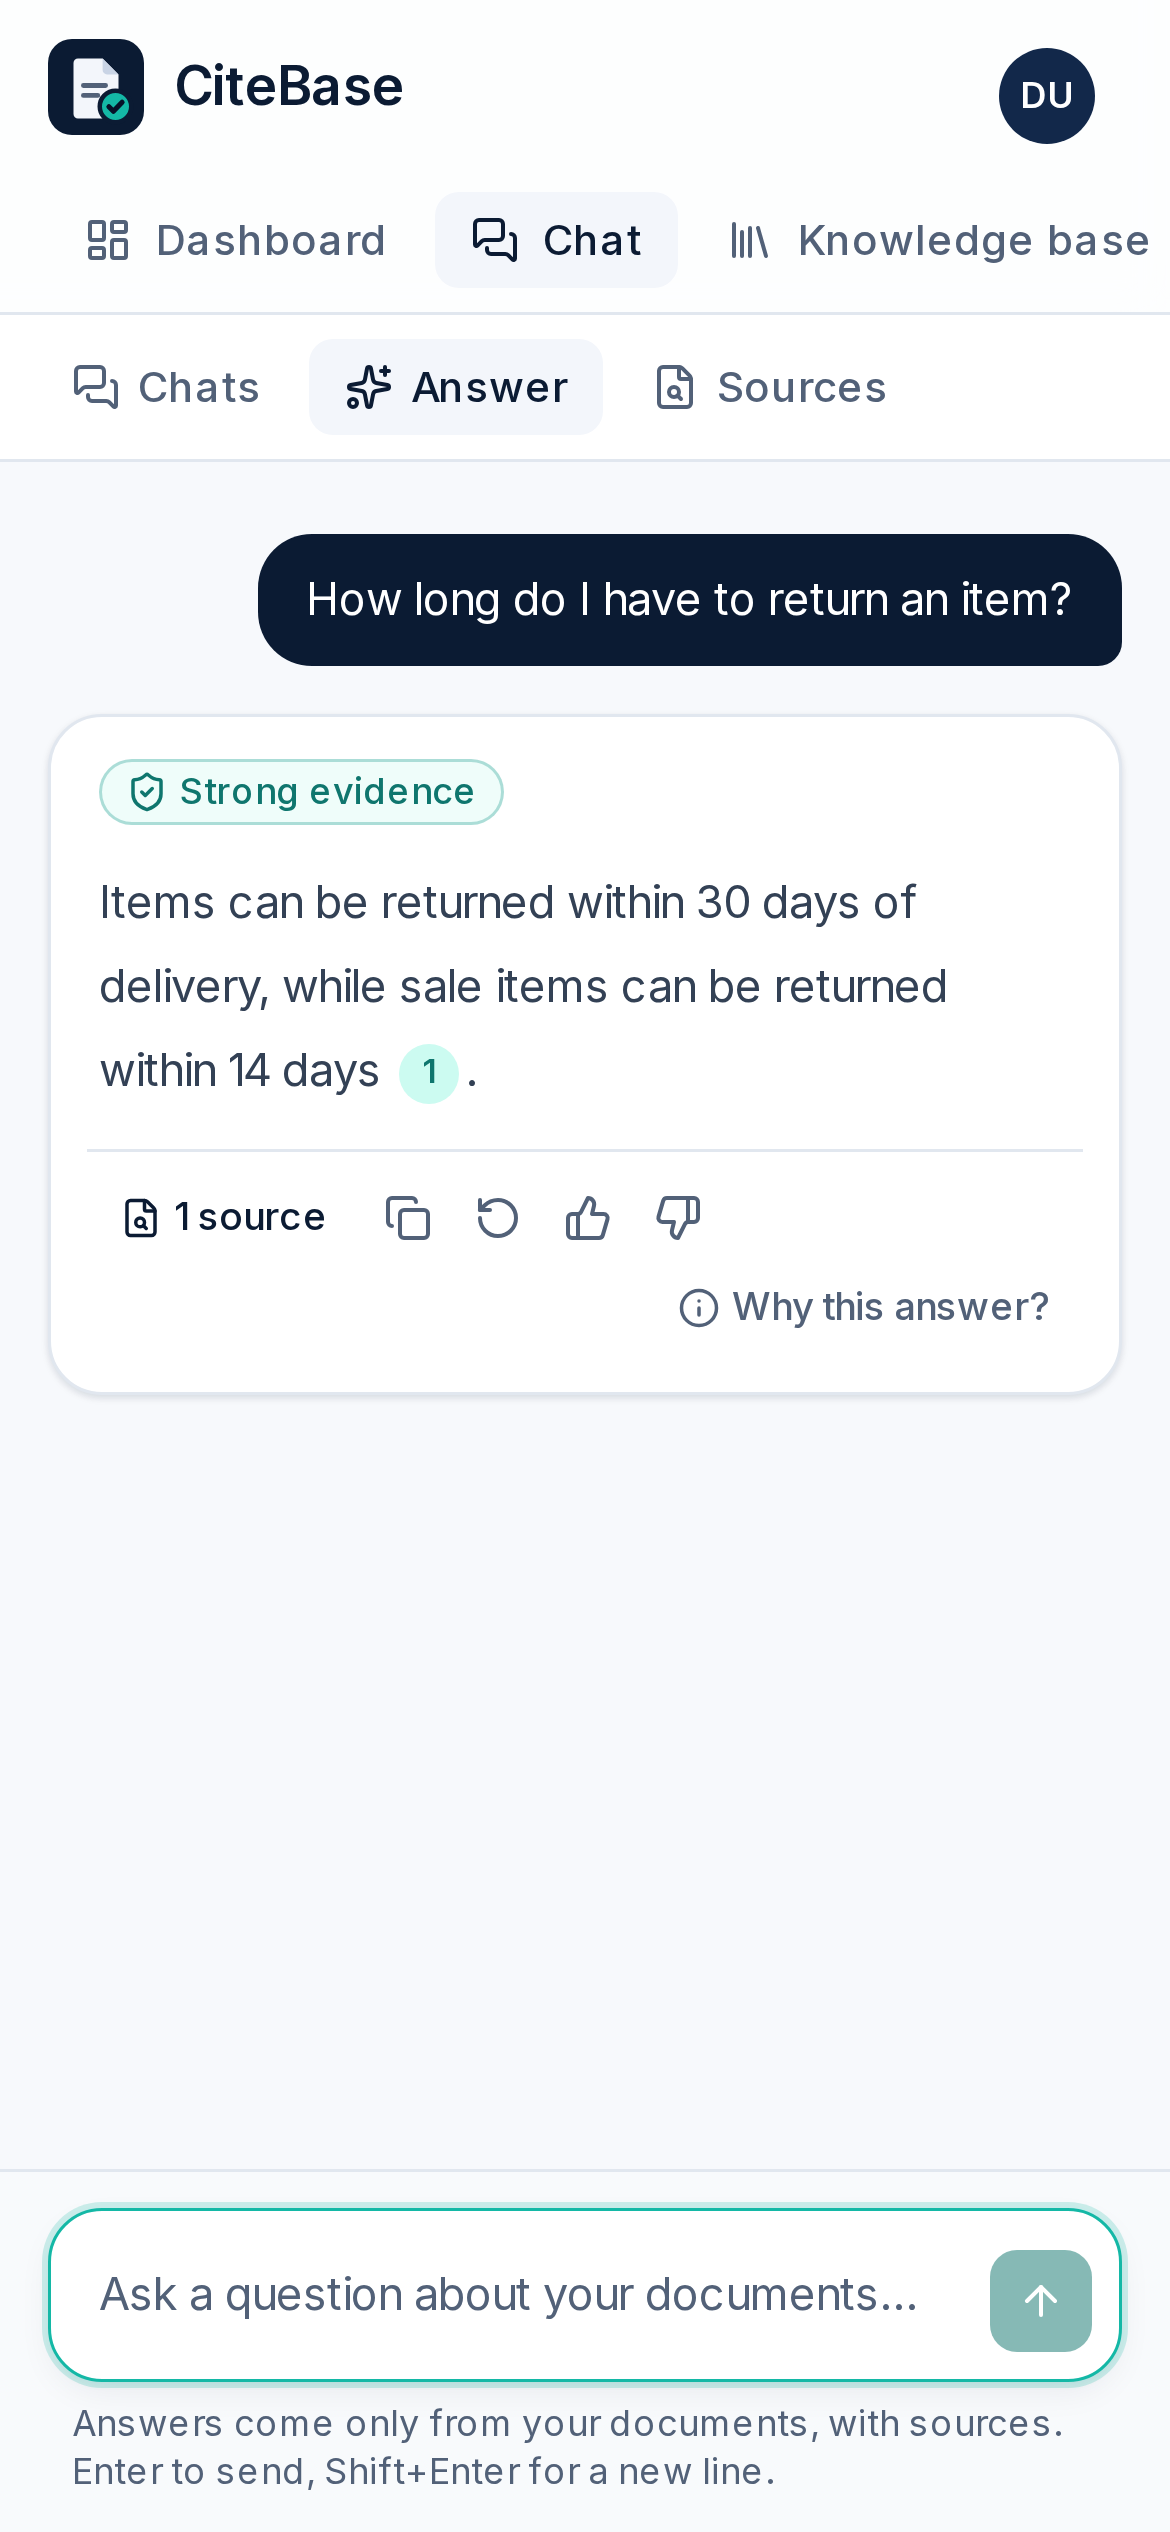 CiteBase
DU
Dashboard
Chat
Knowledge base
Chats
Answer
Sources
How long do I have to return an item?
Strong evidence
Items can be returned within 30 days of
delivery, while sale items can be returned
within 14 days 1.
1 source
Why this answer?
Ask a question about your documents...
Answers come only from your documents, with sources.
Enter to send, Shift+Enter for a new line.